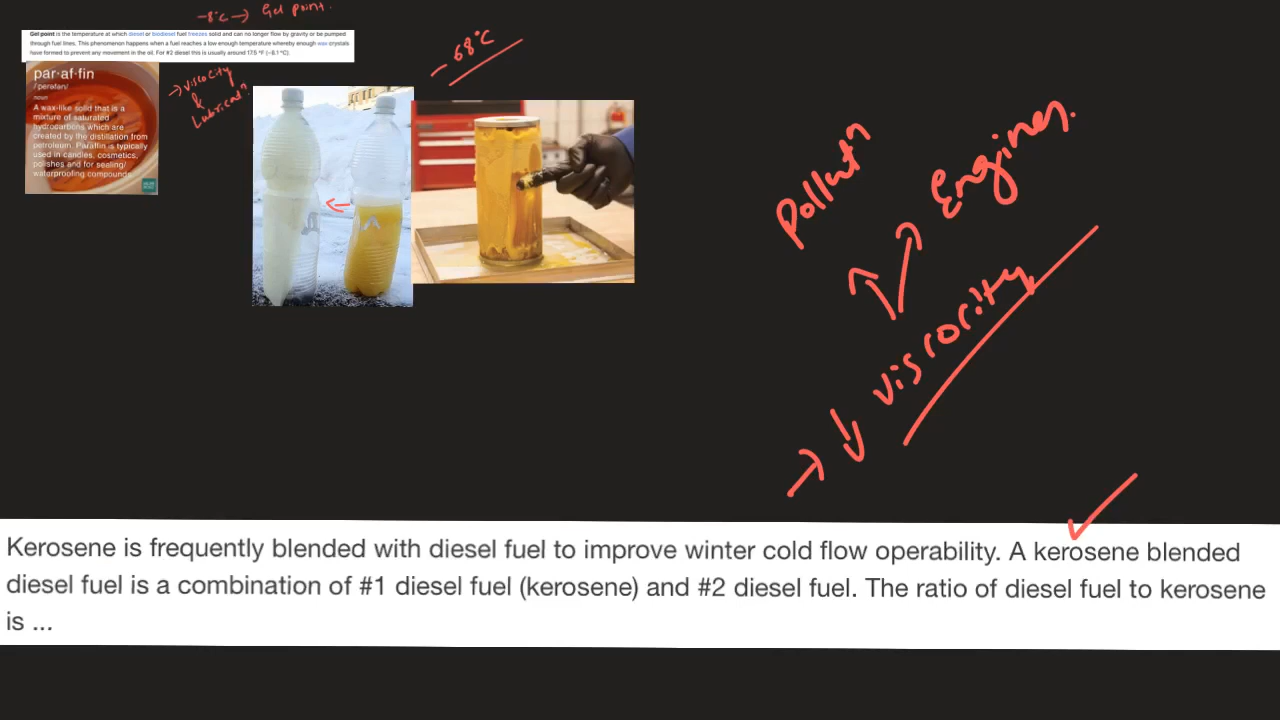 -8°C → Gel point.
Gel point is the temperature at which diesel or biodiesel fuel freezes solid and can no longer flow by gravity or be pumped
through fuel lines. This phenomenon happens when a fuel reaches a low enough temperature whereby enough wax crystals
have formed to prevent any movement in the oil. For #2 diesel this is usually around 17.5 °F (−8.1 °C).
par·af·fin
/ˈperəfən/
noun
A wax-like solid that is a
mixture of saturated
hydrocarbons which are
created by the distillation from
petroleum. Paraffin is typically
used in candles, cosmetics,
polishes and for sealing/
waterproofing compounds.
→ viscocity
&
Lubricatn
-68°C
Pollutn
Engines.
→ ↓ viscocity
Kerosene is frequently blended with diesel fuel to improve winter cold flow operability. A kerosene blended
diesel fuel is a combination of #1 diesel fuel (kerosene) and #2 diesel fuel. The ratio of diesel fuel to kerosene
is ...